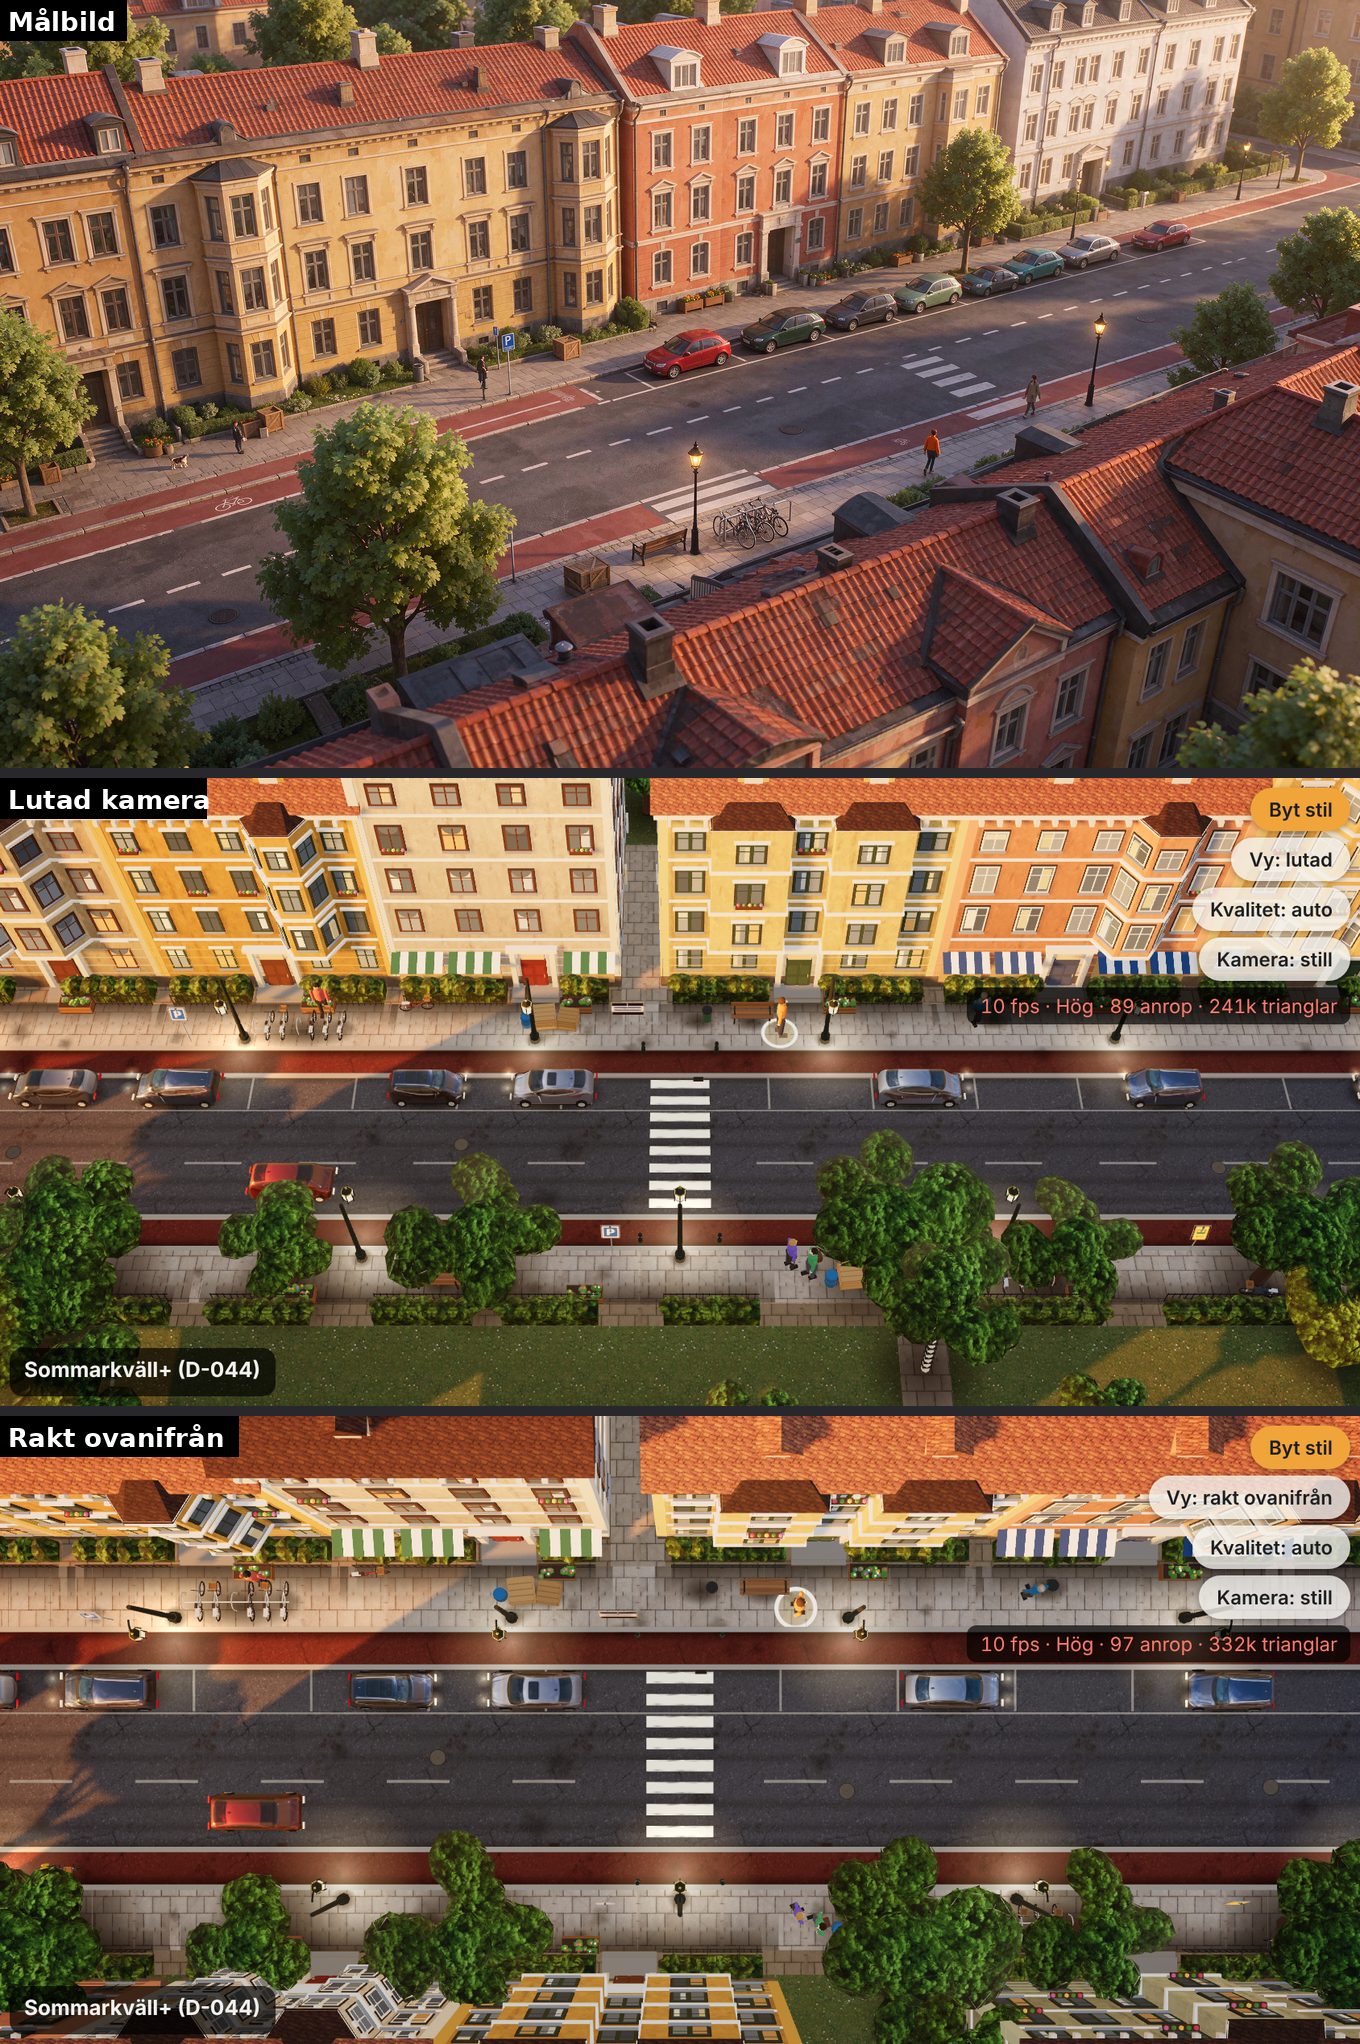 Målbild
P
Lutad kamera
Byt stil
Vy: lutad
Kvalitet: auto
Kamera: still
10 fps · Hög · 89 anrop · 241k trianglar
P
P
Sommarkväll+ (D-044)
Rakt ovanifrån
Byt stil
Vy: rakt ovanifrån
Kvalitet: auto
Kamera: still
10 fps · Hög · 97 anrop · 332k trianglar
Sommarkväll+ (D-044)